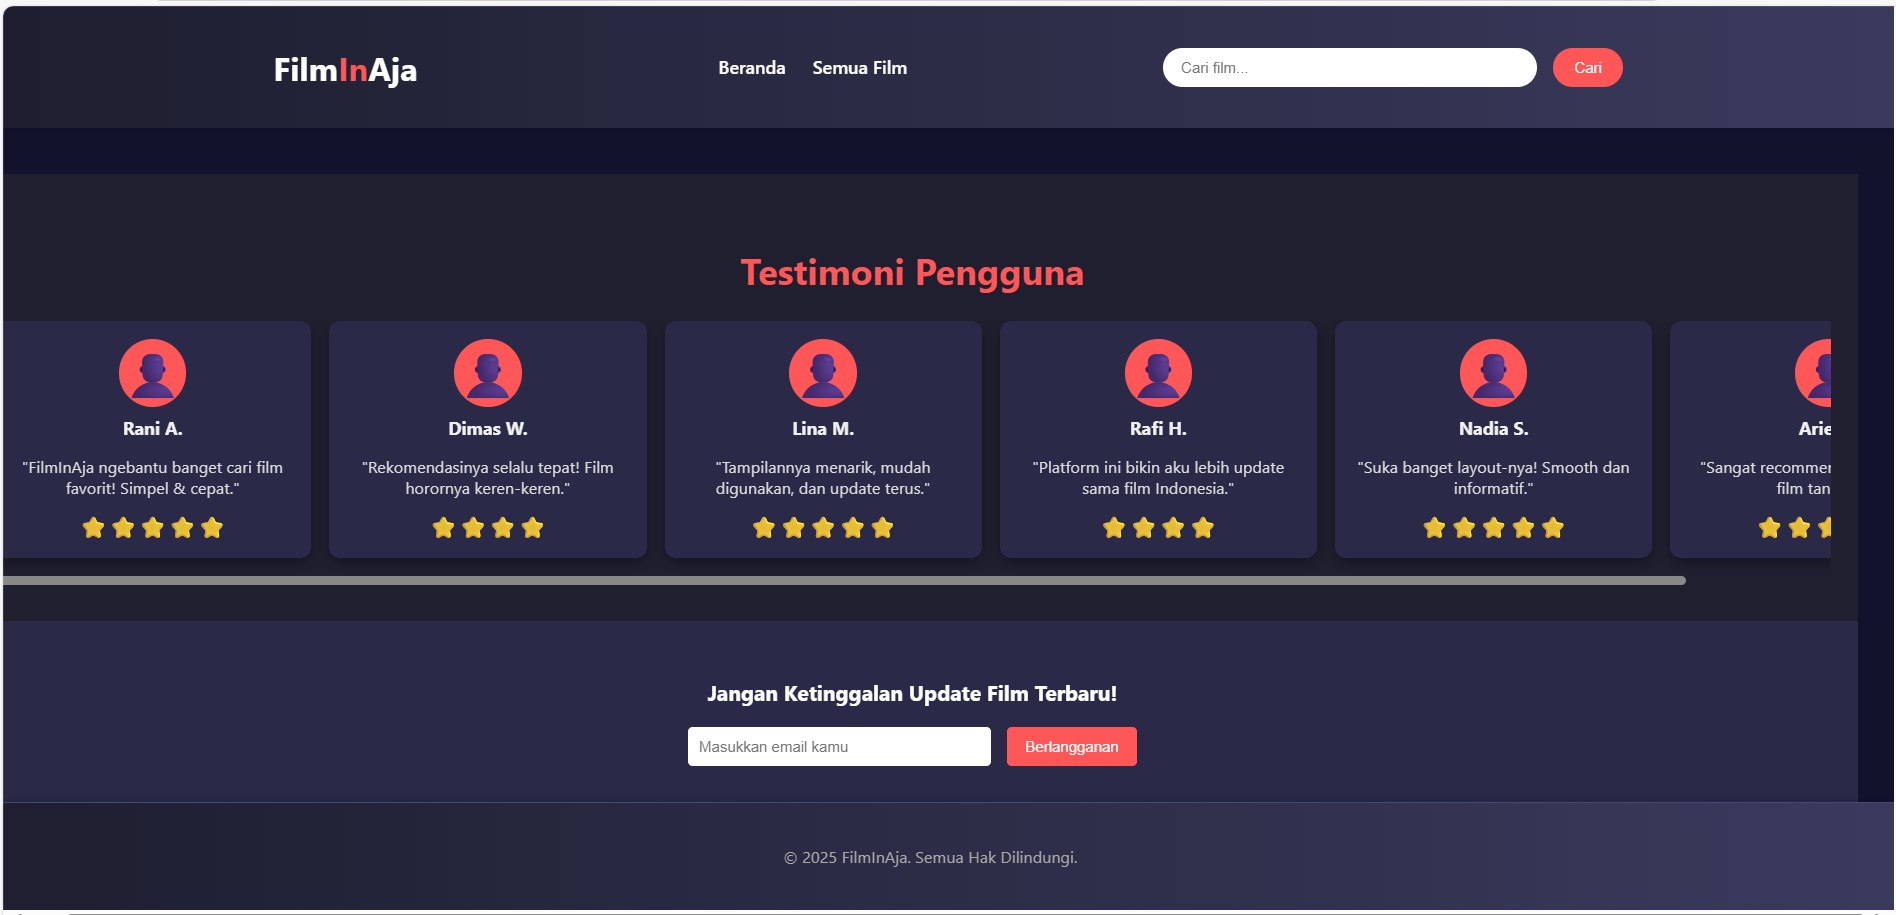 FilmInAja
Beranda
Semua Film
Cari film...
Cari
Testimoni Pengguna
Rani A.
"FilmInAja ngebantu banget cari film
favorit! Simpel & cepat."
Dimas W.
"Rekomendasinya selalu tepat! Film
horornya keren-keren."
Lina M.
"Tampilannya menarik, mudah
digunakan, dan update terus."
Rafi H.
"Platform ini bikin aku lebih update
sama film Indonesia."
Nadia S.
"Suka banget layout-nya! Smooth dan
informatif."
Arie
"Sangat recommen
film tan
Jangan Ketinggalan Update Film Terbaru!
Masukkan email kamu
Berlangganan
© 2025 FilmInAja. Semua Hak Dilindungi.